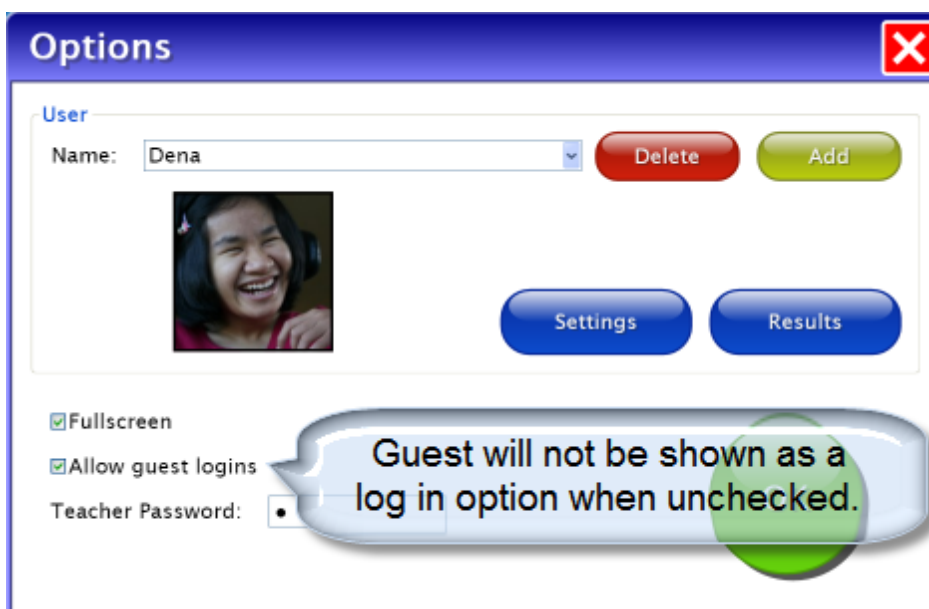 Options
User
Name: Dena Delete Add
Settings Results
Fullscreen
Allow guest logins
Guest will not be shown as a
log in option when unchecked.
Teacher Password: •